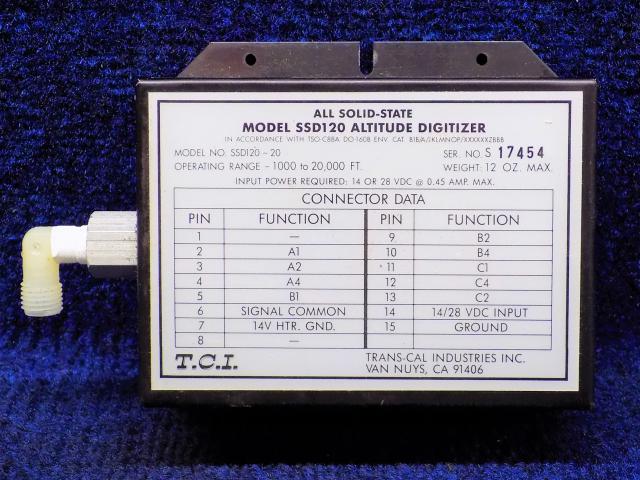 ALL SOLID-STATE
MODEL SSD120 ALTITUDE DIGITIZER
IN ACCORDANCE WITH TSO-C88A DO-160B ENV. CAT. B1B/A/JKLMNOP/XXXXXXZBBB
MODEL NO. SSD120-20 SER. NO. S 17454
OPERATING RANGE -1000 to 20,000 FT. WEIGHT: 12 OZ. MAX.
INPUT POWER REQUIRED: 14 OR 28 VDC @ 0.45 AMP. MAX.
CONNECTOR DATA
PIN FUNCTION PIN FUNCTION
1 — 9 B2
2 A1 10 B4
3 A2 11 C1
4 A4 12 C4
5 B1 13 C2
6 SIGNAL COMMON 14 14/28 VDC INPUT
7 14V HTR. GND. 15 GROUND
8 —
T.C.I. TRANS-CAL INDUSTRIES INC.
VAN NUYS, CA 91406